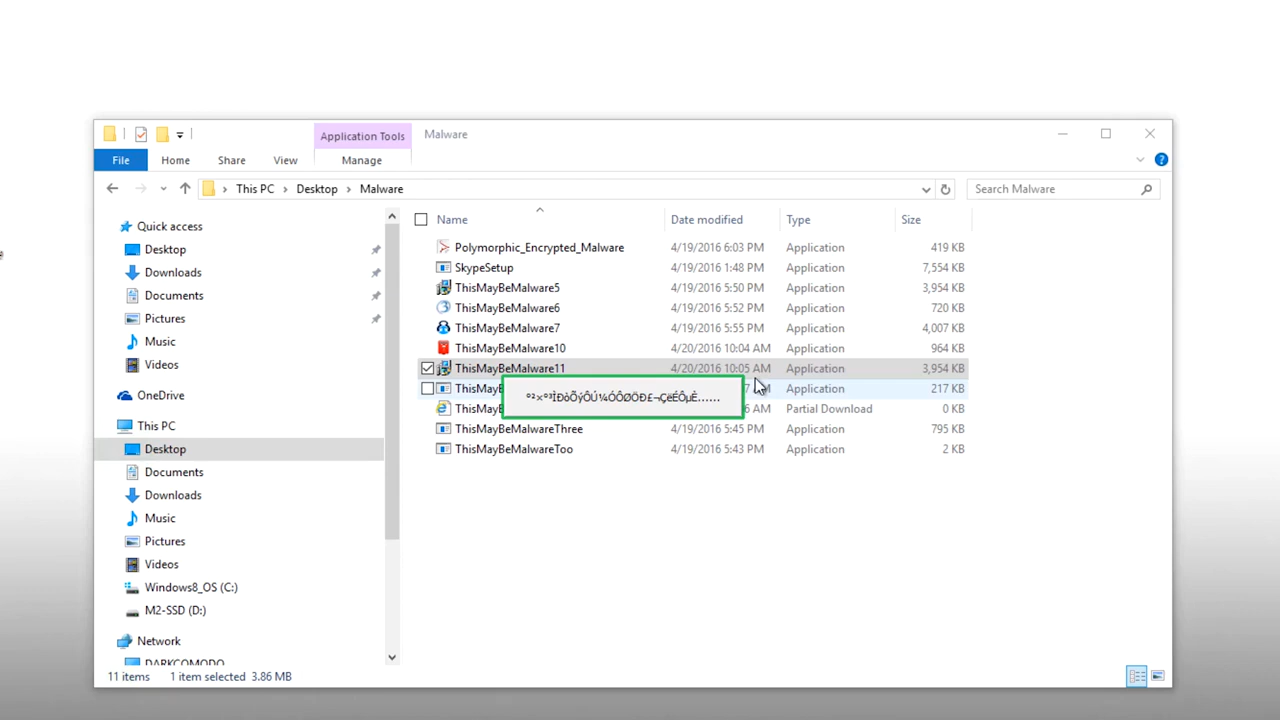 Application Tools Malware
File Home Share View Manage
This PC Desktop Malware Search Malware
Quick access
Desktop
Downloads
Documents
Pictures
Music
Videos
OneDrive
This PC
Desktop
Documents
Downloads
Music
Pictures
Videos
Windows8_OS (C:)
M2-SSD (D:)
Network
DARKCOMODO
Name Date modified Type Size
Polymorphic_Encrypted_Malware 4/19/2016 6:03 PM Application 419 KB
SkypeSetup 4/19/2016 1:48 PM Application 7,554 KB
ThisMayBeMalware5 4/19/2016 5:50 PM Application 3,954 KB
ThisMayBeMalware6 4/19/2016 5:52 PM Application 720 KB
ThisMayBeMalware7 4/19/2016 5:55 PM Application 4,007 KB
ThisMayBeMalware10 4/20/2016 10:04 AM Application 964 KB
ThisMayBeMalware11 4/20/2016 10:05 AM Application 3,954 KB
Application 217 KB
AM Partial Download 0 KB
ThisMayBeMalwareThree 4/19/2016 5:45 PM Application 795 KB
ThisMayBeMalwareToo 4/19/2016 5:43 PM Application 2 KB
11 items 1 item selected 3.86 MB